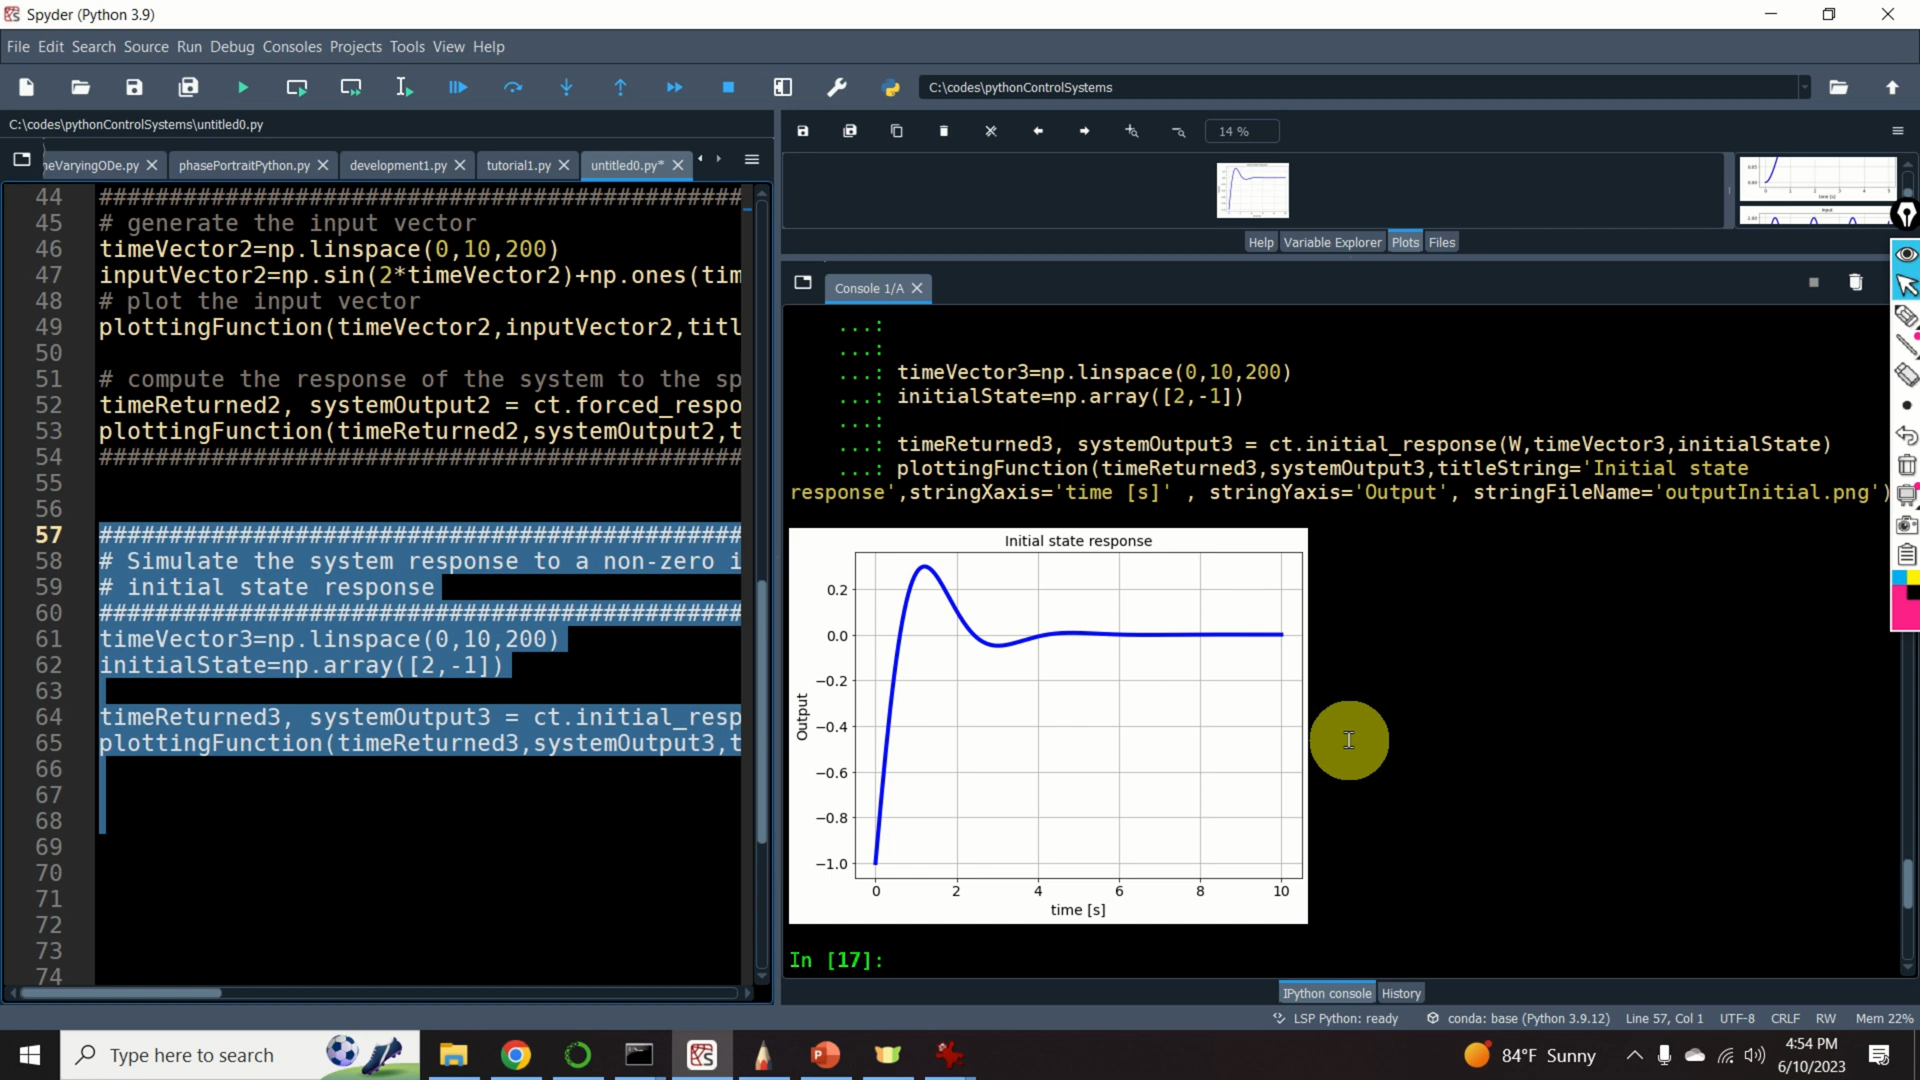 Spyder (Python 3.9)
File Edit Search Source Run Debug Consoles Projects Tools View Help
C:\codes\pythonControlSystems
C:\codes\pythonControlSystems\untitled0.py
14 %
neVaryingODe.py phasePortraitPython.py development1.py tutorial1.py untitled0.py*
44 ##############################################
45 # generate the input vector
46 timeVector2=np.linspace(0,10,200)
47 inputVector2=np.sin(2*timeVector2)+np.ones(tim
48 # plot the input vector
49 plottingFunction(timeVector2,inputVector2,titl
50
51 # compute the response of the system to the sp
52 timeReturned2, systemOutput2 = ct.forced_respo
53 plottingFunction(timeReturned2,systemOutput2,t
54 ##############################################
55
56
57 ##############################################
58 # Simulate the system response to a non-zero i
59 # initial state response
60 ##############################################
61 timeVector3=np.linspace(0,10,200)
62 initialState=np.array([2,-1])
63
64 timeReturned3, systemOutput3 = ct.initial_resp
65 plottingFunction(timeReturned3,systemOutput3,t
66
67
68
69
70
71
72
73
74
Help Variable Explorer Plots Files
Console 1/A
...:
...:
...: timeVector3=np.linspace(0,10,200)
...: initialState=np.array([2,-1])
...:
...: timeReturned3, systemOutput3 = ct.initial_response(W,timeVector3,initialState)
...: plottingFunction(timeReturned3,systemOutput3,titleString='Initial state
response',stringXaxis='time [s]' , stringYaxis='Output', stringFileName='outputInitial.png')
Initial state response
0.2
0.0
−0.2
−0.4
−0.6
−0.8
−1.0
Output
0 2 4 6 8 10
time [s]
In [17]:
IPython console History
LSP Python: ready conda: base (Python 3.9.12) Line 57, Col 1 UTF-8 CRLF RW Mem 22%
Type here to search
84°F Sunny
4:54 PM
6/10/2023